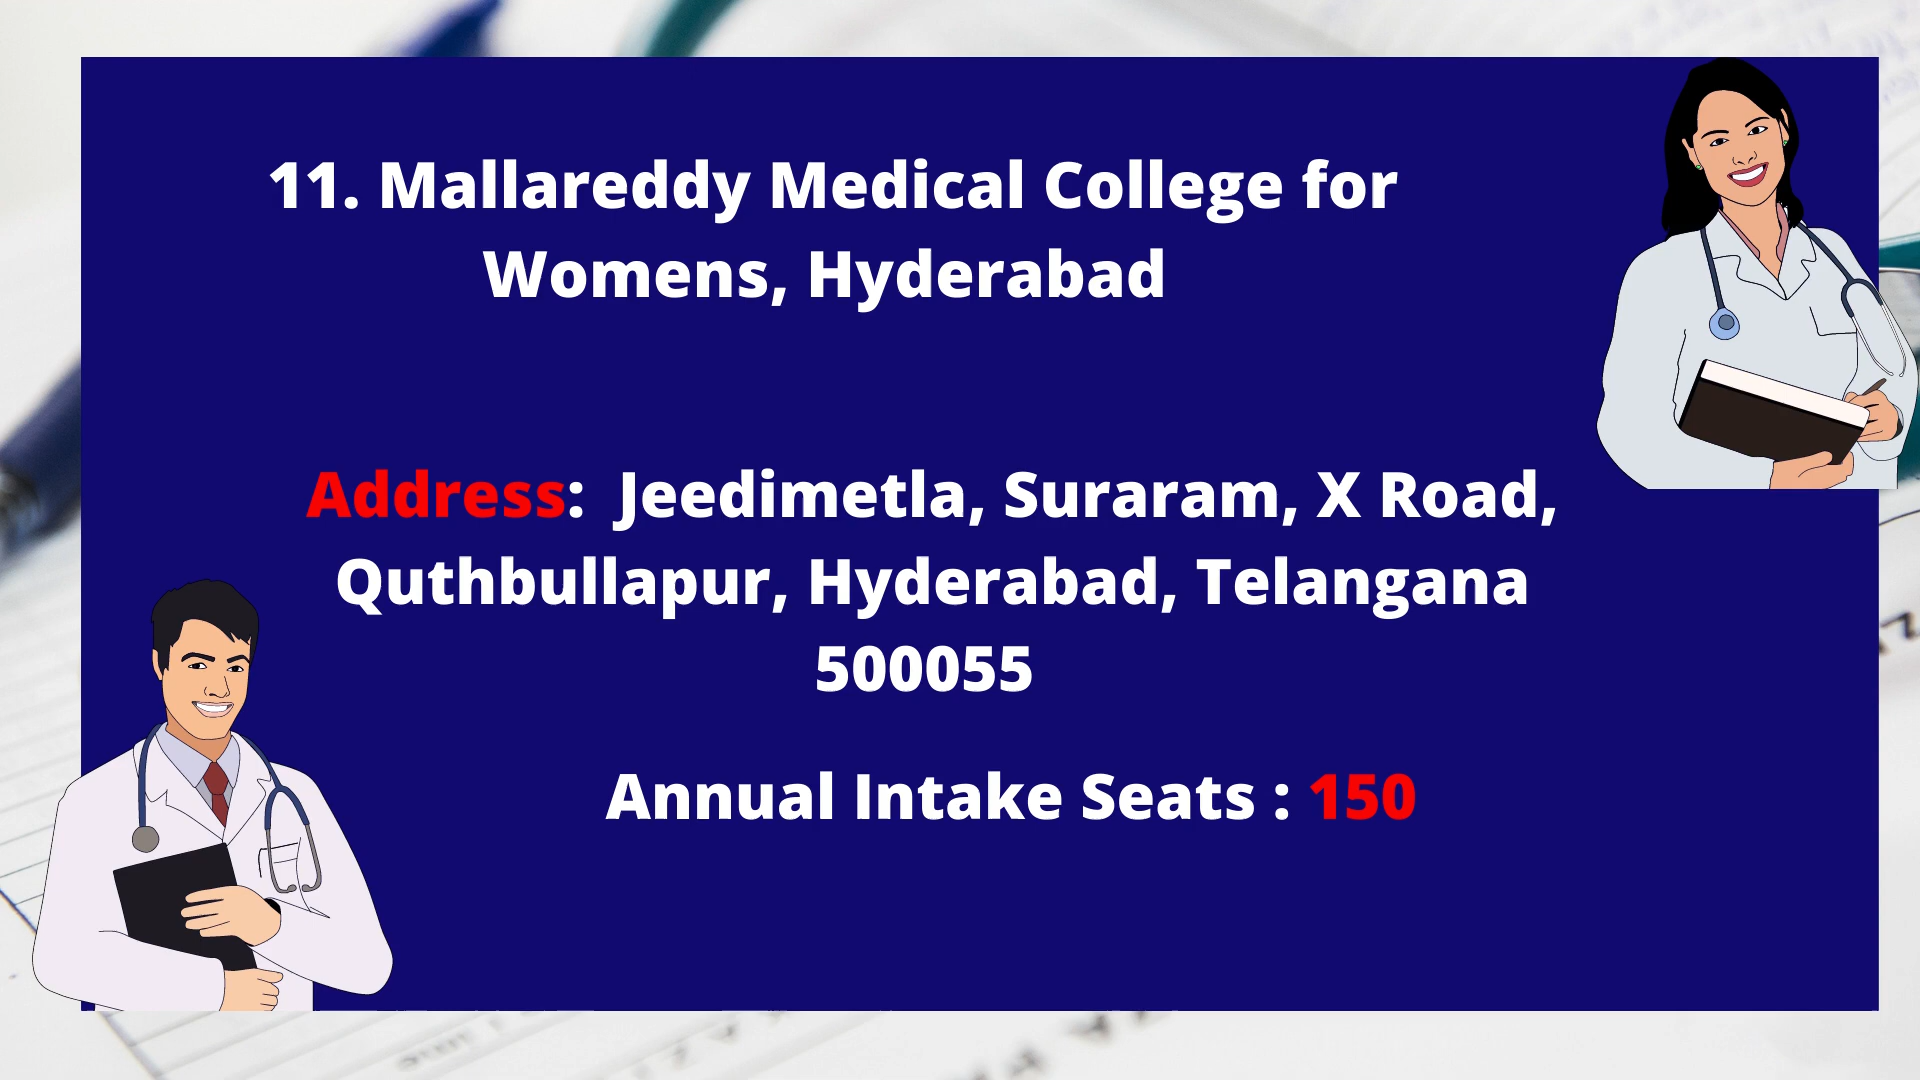 11. Mallareddy Medical College for
Womens, Hyderabad
Address:  Jeedimetla, Suraram, X Road,
Quthbullapur, Hyderabad, Telangana
500055
Annual Intake Seats : 150